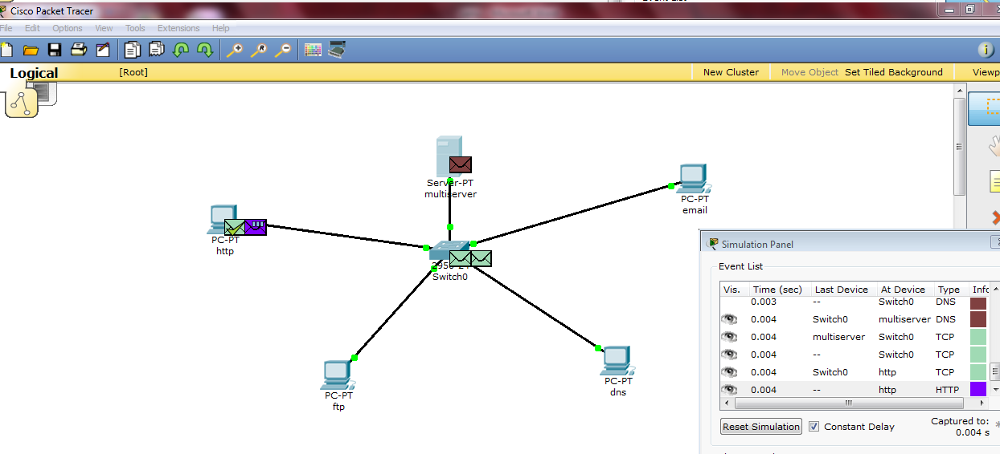 Event List
Cisco Packet Tracer
File Edit Options View Tools Extensions Help
Logical [Root] New Cluster Move Object Set Tiled Background Viewp
Server-PT
multiserver
PC-PT
email
PC-PT
http
Switch0
PC-PT
ftp
PC-PT
dns
Simulation Panel
Event List
Vis. Time (sec) Last Device At Device Type Info
0.003 -- Switch0 DNS
0.004 Switch0 multiserver DNS
0.004 multiserver Switch0 TCP
0.004 -- Switch0 TCP
0.004 Switch0 http TCP
0.004 -- http HTTP
Reset Simulation Constant Delay Captured to:
0.004 s